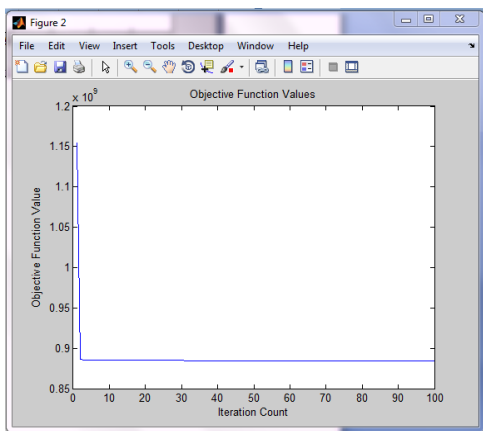 Figure 2
File Edit View Insert Tools Desktop Window Help
x 10^9
Objective Function Values
1.2
1.15
1.1
1.05
1
0.95
0.9
0.85
Objective Function Value
0 10 20 30 40 50 60 70 80 90 100
Iteration Count